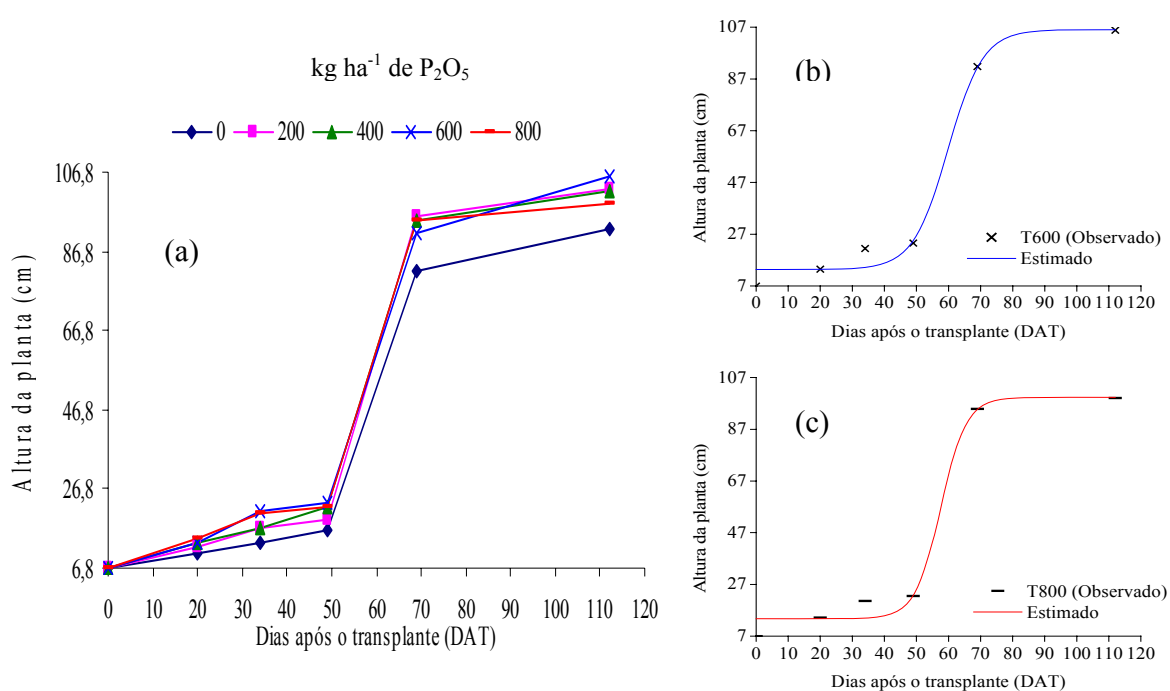 kg ha⁻¹ de P₂O₅
0 200 400 600 800
(a)
106,8
86,8
66,8
46,8
26,8
6,8
Altura da planta (cm)
0 10 20 30 40 50 60 70 80 90 100 110 120
Dias após o transplante (DAT)
(b)
107
87
67
47
27
7
Altura da planta (cm)
T600 (Observado)
Estimado
0 10 20 30 40 50 60 70 80 90 100 110 120
Dias após o transplante (DAT)
(c)
107
87
67
47
27
7
Altura da planta (cm)
T800 (Observado)
Estimado
0 10 20 30 40 50 60 70 80 90 100 110 120
Dias após o transplante (DAT)